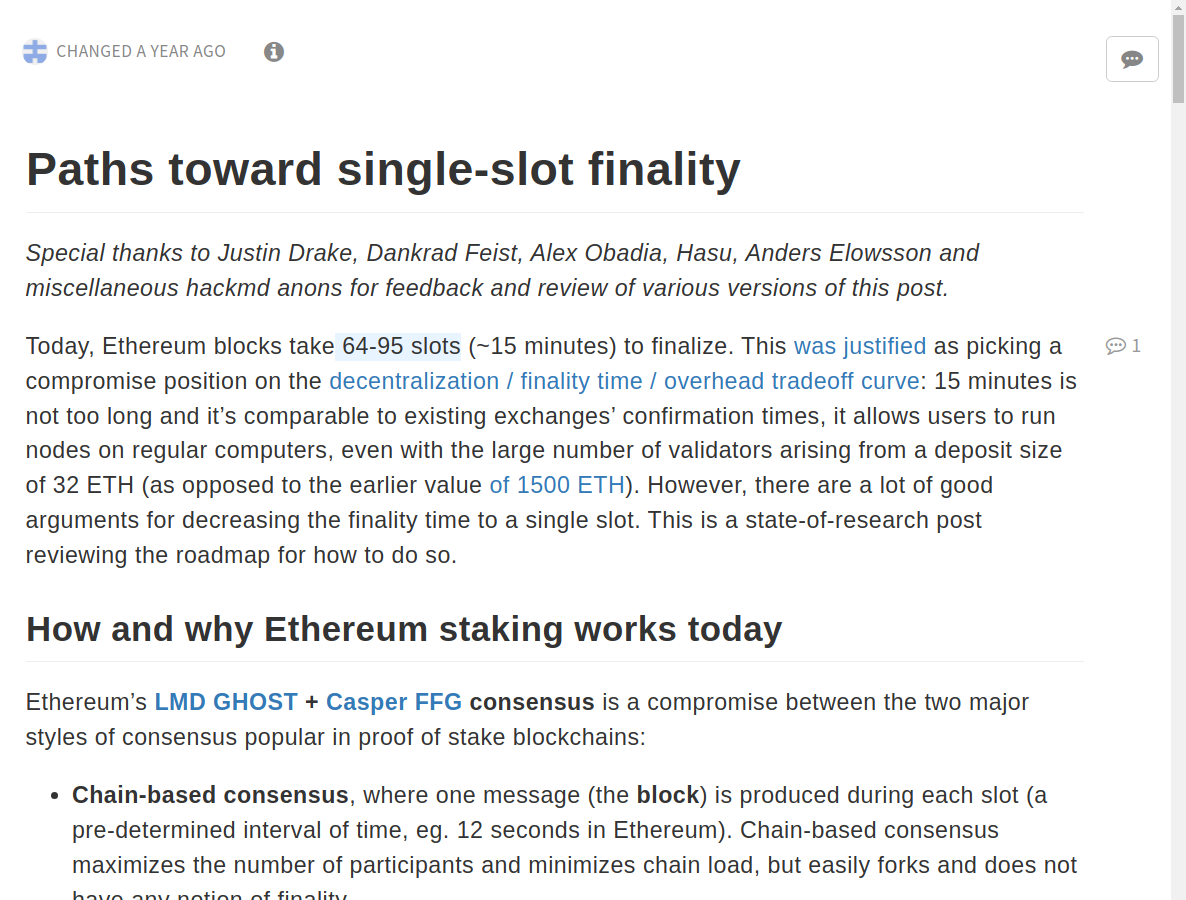 CHANGED A YEAR AGO
Paths toward single-slot finality
Special thanks to Justin Drake, Dankrad Feist, Alex Obadia, Hasu, Anders Elowsson and
miscellaneous hackmd anons for feedback and review of various versions of this post.
Today, Ethereum blocks take 64-95 slots (~15 minutes) to finalize. This was justified as picking a
1
compromise position on the decentralization / finality time / overhead tradeoff curve: 15 minutes is
not too long and it’s comparable to existing exchanges’ confirmation times, it allows users to run
nodes on regular computers, even with the large number of validators arising from a deposit size
of 32 ETH (as opposed to the earlier value of 1500 ETH). However, there are a lot of good
arguments for decreasing the finality time to a single slot. This is a state-of-research post
reviewing the roadmap for how to do so.
How and why Ethereum staking works today
Ethereum’s LMD GHOST + Casper FFG consensus is a compromise between the two major
styles of consensus popular in proof of stake blockchains:
• Chain-based consensus, where one message (the block) is produced during each slot (a
pre-determined interval of time, eg. 12 seconds in Ethereum). Chain-based consensus
maximizes the number of participants and minimizes chain load, but easily forks and does not
have any notion of finality